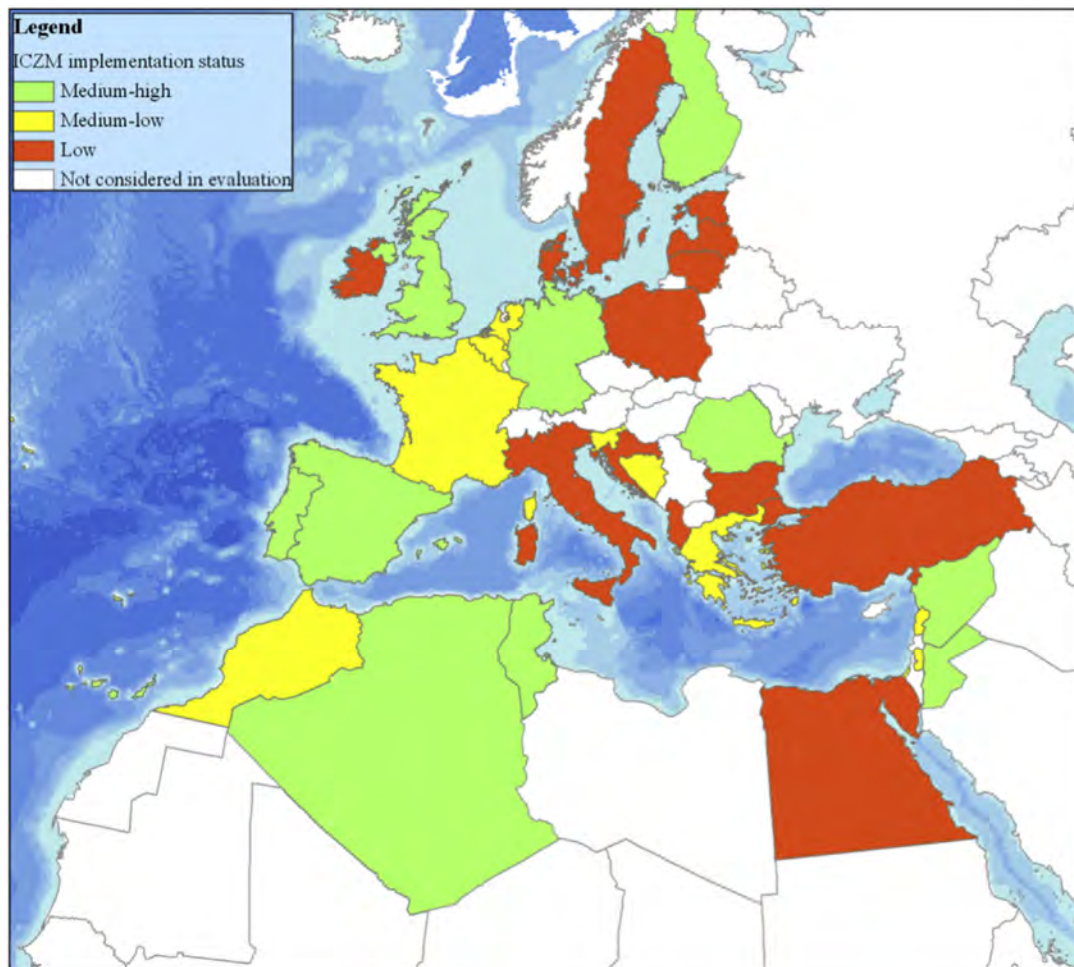 Legend
ICZM implementation status
Medium-high
Medium-low
Low
Not considered in evaluation